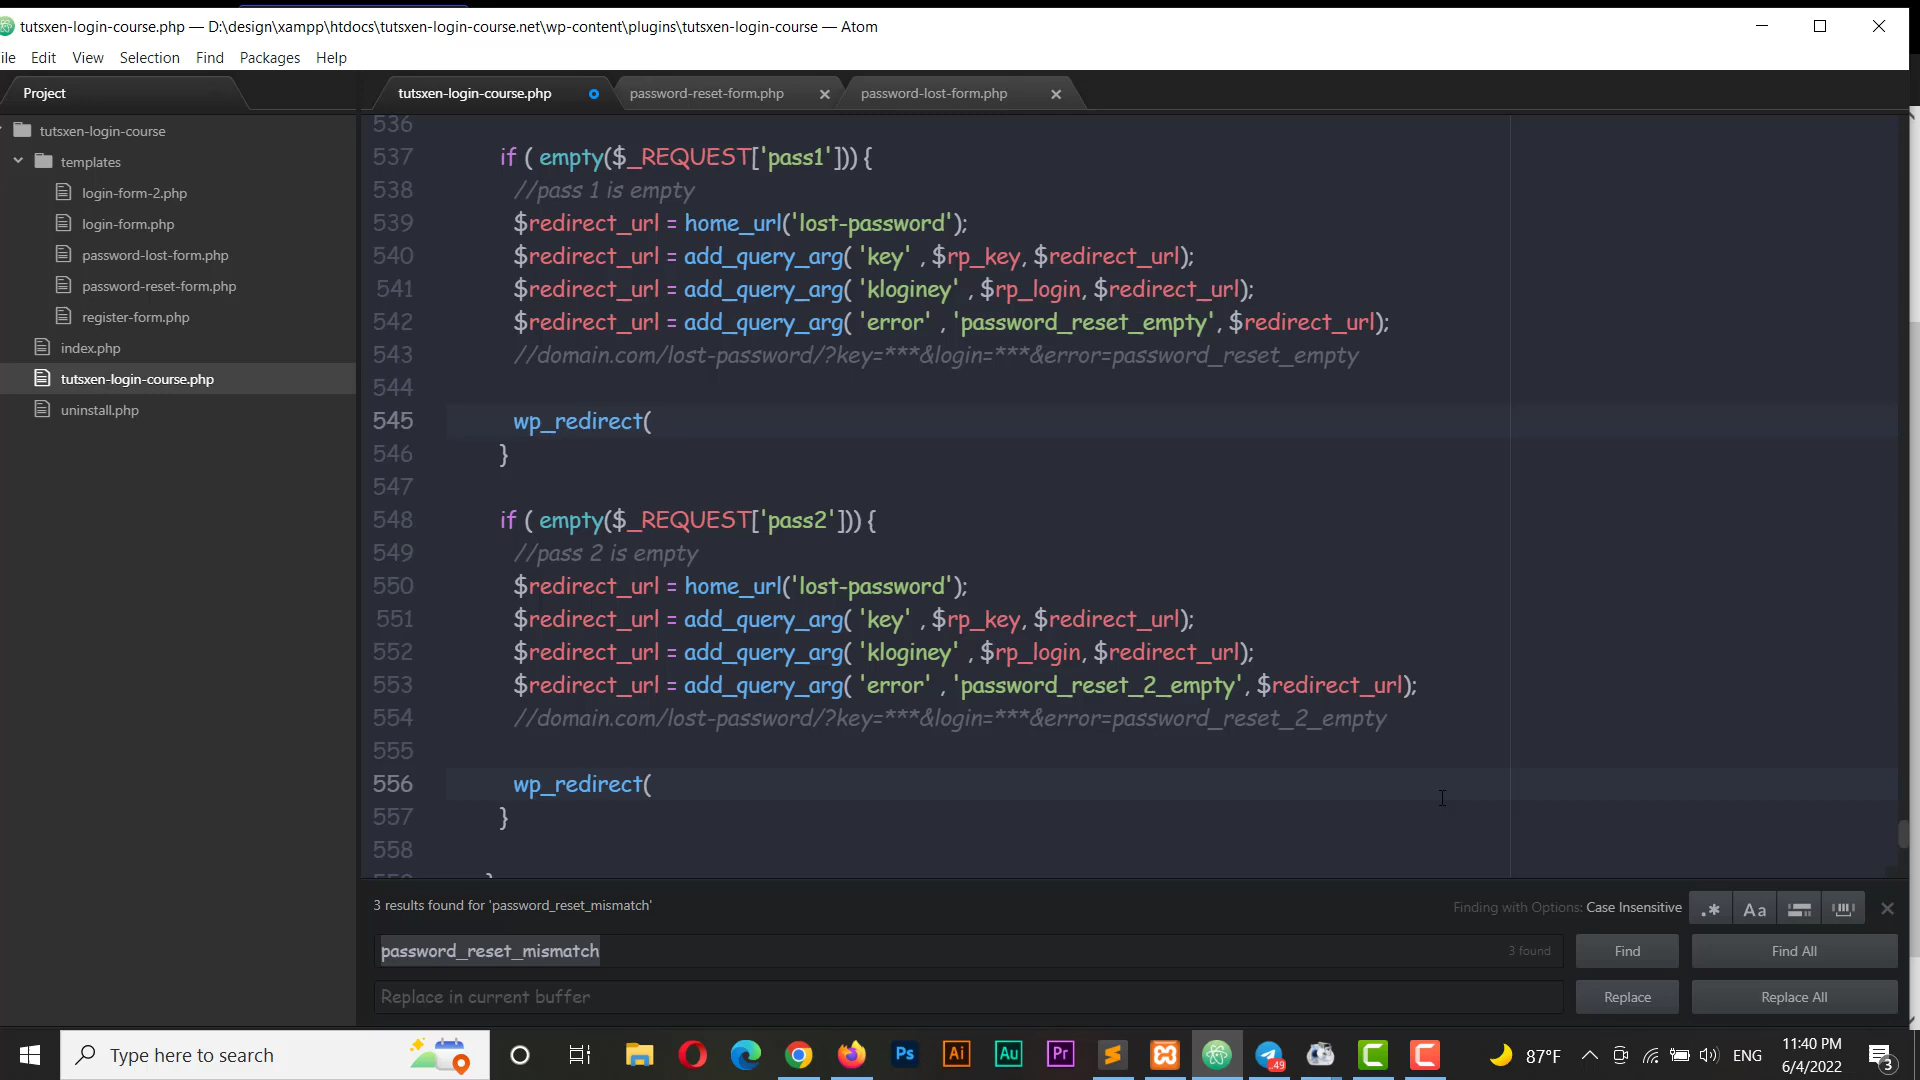 tutsxen-login-course.php — D:\design\xampp\htdocs\tutsxen-login-course.net\wp-content\plugins\tutsxen-login-course — Atom
ile Edit View Selection Find Packages Help
Project
tutsxen-login-course.php password-reset-form.php password-lost-form.php
tutsxen-login-course
templates
login-form-2.php
login-form.php
password-lost-form.php
password-reset-form.php
register-form.php
index.php
tutsxen-login-course.php
uninstall.php
536
537 if ( empty($_REQUEST['pass1'])) {
538 //pass 1 is empty
539 $redirect_url = home_url('lost-password');
540 $redirect_url = add_query_arg( 'key' , $rp_key, $redirect_url);
541 $redirect_url = add_query_arg( 'kloginey' , $rp_login, $redirect_url);
542 $redirect_url = add_query_arg( 'error' , 'password_reset_empty', $redirect_url);
543 //domain.com/lost-password/?key=***&login=***&error=password_reset_empty
544
545 wp_redirect(
546 }
547
548 if ( empty($_REQUEST['pass2'])) {
549 //pass 2 is empty
550 $redirect_url = home_url('lost-password');
551 $redirect_url = add_query_arg( 'key' , $rp_key, $redirect_url);
552 $redirect_url = add_query_arg( 'kloginey' , $rp_login, $redirect_url);
553 $redirect_url = add_query_arg( 'error' , 'password_reset_2_empty', $redirect_url);
554 //domain.com/lost-password/?key=***&login=***&error=password_reset_2_empty
555
556 wp_redirect(
557 }
558
3 results found for 'password_reset_mismatch'
Finding with Options: Case Insensitive
.* Aa
password_reset_mismatch 3 found Find Find All
Replace in current buffer Replace Replace All
Type here to search
Ps Ai Au Pr
49
87°F ENG
11:40 PM
6/4/2022
3